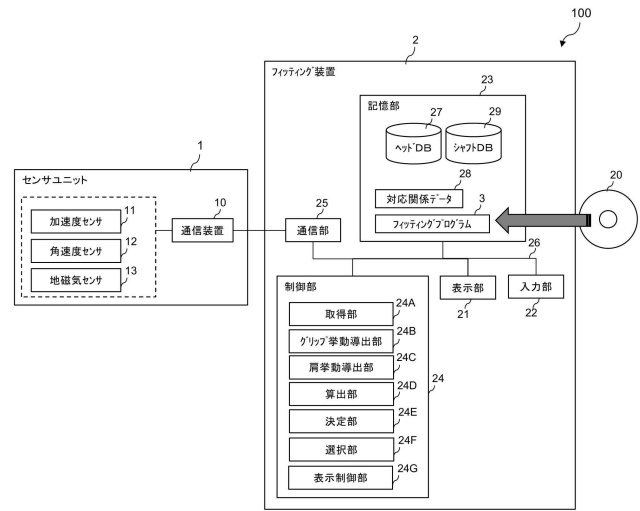 100
2
フィッティング装置
23
記憶部
27
29
ヘッドDB
シャフトDB
28
対応関係データ
3
フィッティングプログラム
20
1
センサユニット
11
加速度センサ
12
角速度センサ
13
地磁気センサ
10
通信装置
25
通信部
26
表示部
21
入力部
22
制御部
24
取得部
24A
グリップ挙動導出部
24B
肩挙動導出部
24C
算出部
24D
決定部
24E
選択部
24F
表示制御部
24G